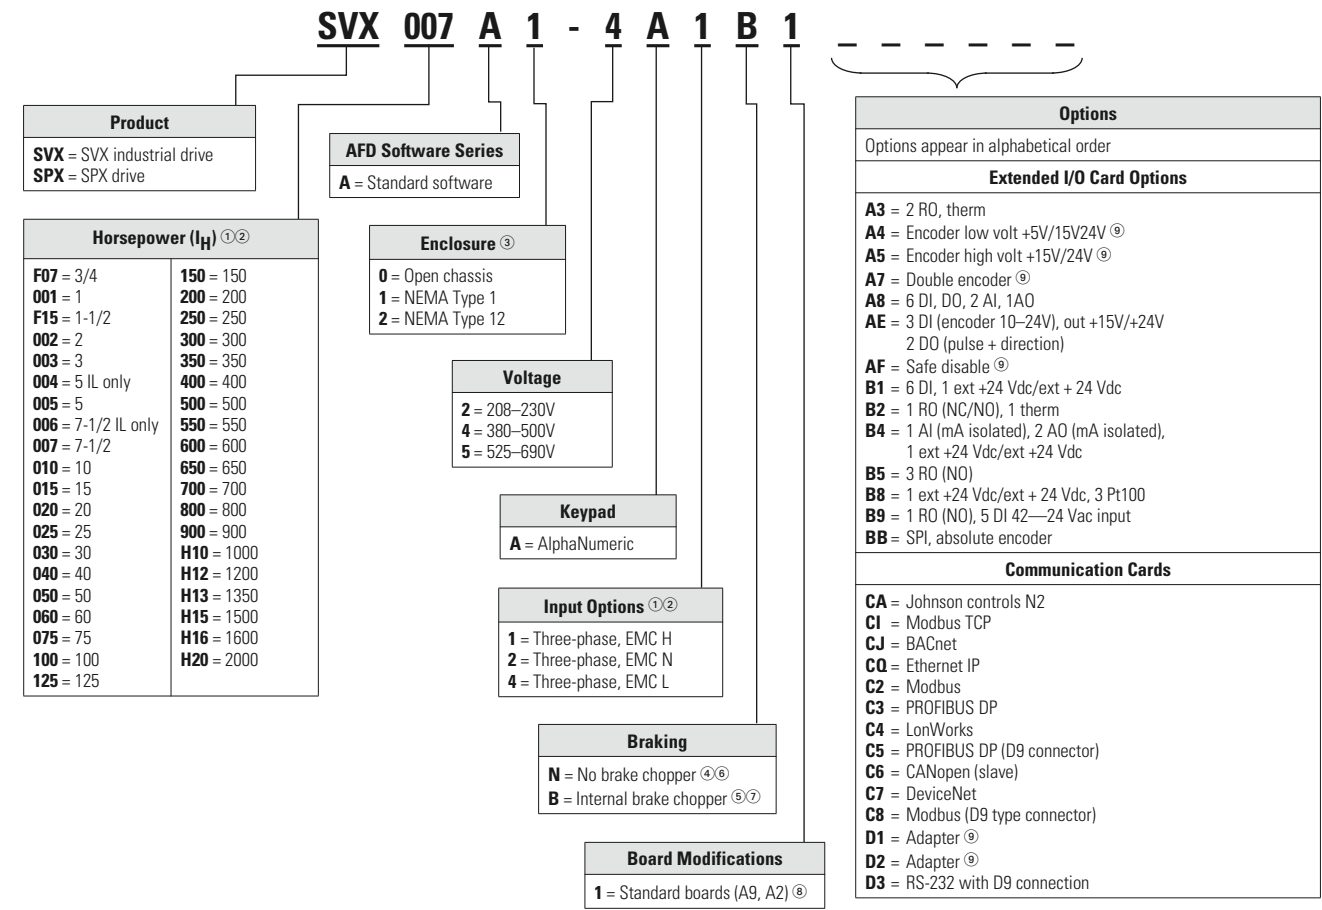 SVX 007 A 1 - 4 A 1 B 1 _ _ _ _ _ _
Product
SVX = SVX industrial drive
SPX = SPX drive
Horsepower (IH) ①②
F07 = 3/4
001 = 1
F15 = 1-1/2
002 = 2
003 = 3
004 = 5 IL only
005 = 5
006 = 7-1/2 IL only
007 = 7-1/2
010 = 10
015 = 15
020 = 20
025 = 25
030 = 30
040 = 40
050 = 50
060 = 60
075 = 75
100 = 100
125 = 125
150 = 150
200 = 200
250 = 250
300 = 300
350 = 350
400 = 400
500 = 500
550 = 550
600 = 600
650 = 650
700 = 700
800 = 800
900 = 900
H10 = 1000
H12 = 1200
H13 = 1350
H15 = 1500
H16 = 1600
H20 = 2000
AFD Software Series
A = Standard software
Enclosure ③
0 = Open chassis
1 = NEMA Type 1
2 = NEMA Type 12
Voltage
2 = 208–230V
4 = 380–500V
5 = 525–690V
Keypad
A = AlphaNumeric
Input Options ①②
1 = Three-phase, EMC H
2 = Three-phase, EMC N
4 = Three-phase, EMC L
Braking
N = No brake chopper ④⑥
B = Internal brake chopper ⑤⑦
Board Modifications
1 = Standard boards (A9, A2) ⑧
Options
Options appear in alphabetical order
Extended I/O Card Options
A3 = 2 RO, therm
A4 = Encoder low volt +5V/15V24V ⑨
A5 = Encoder high volt +15V/24V ⑨
A7 = Double encoder ⑨
A8 = 6 DI, DO, 2 AI, 1AO
AE = 3 DI (encoder 10–24V), out +15V/+24V
2 DO (pulse + direction)
AF = Safe disable ⑨
B1 = 6 DI, 1 ext +24 Vdc/ext + 24 Vdc
B2 = 1 RO (NC/NO), 1 therm
B4 = 1 AI (mA isolated), 2 AO (mA isolated),
1 ext +24 Vdc/ext +24 Vdc
B5 = 3 RO (NO)
B8 = 1 ext +24 Vdc/ext + 24 Vdc, 3 Pt100
B9 = 1 RO (NO), 5 DI 42—24 Vac input
BB = SPI, absolute encoder
Communication Cards
CA = Johnson controls N2
CI = Modbus TCP
CJ = BACnet
CQ = Ethernet IP
C2 = Modbus
C3 = PROFIBUS DP
C4 = LonWorks
C5 = PROFIBUS DP (D9 connector)
C6 = CANopen (slave)
C7 = DeviceNet
C8 = Modbus (D9 type connector)
D1 = Adapter ⑨
D2 = Adapter ⑨
D3 = RS-232 with D9 connection